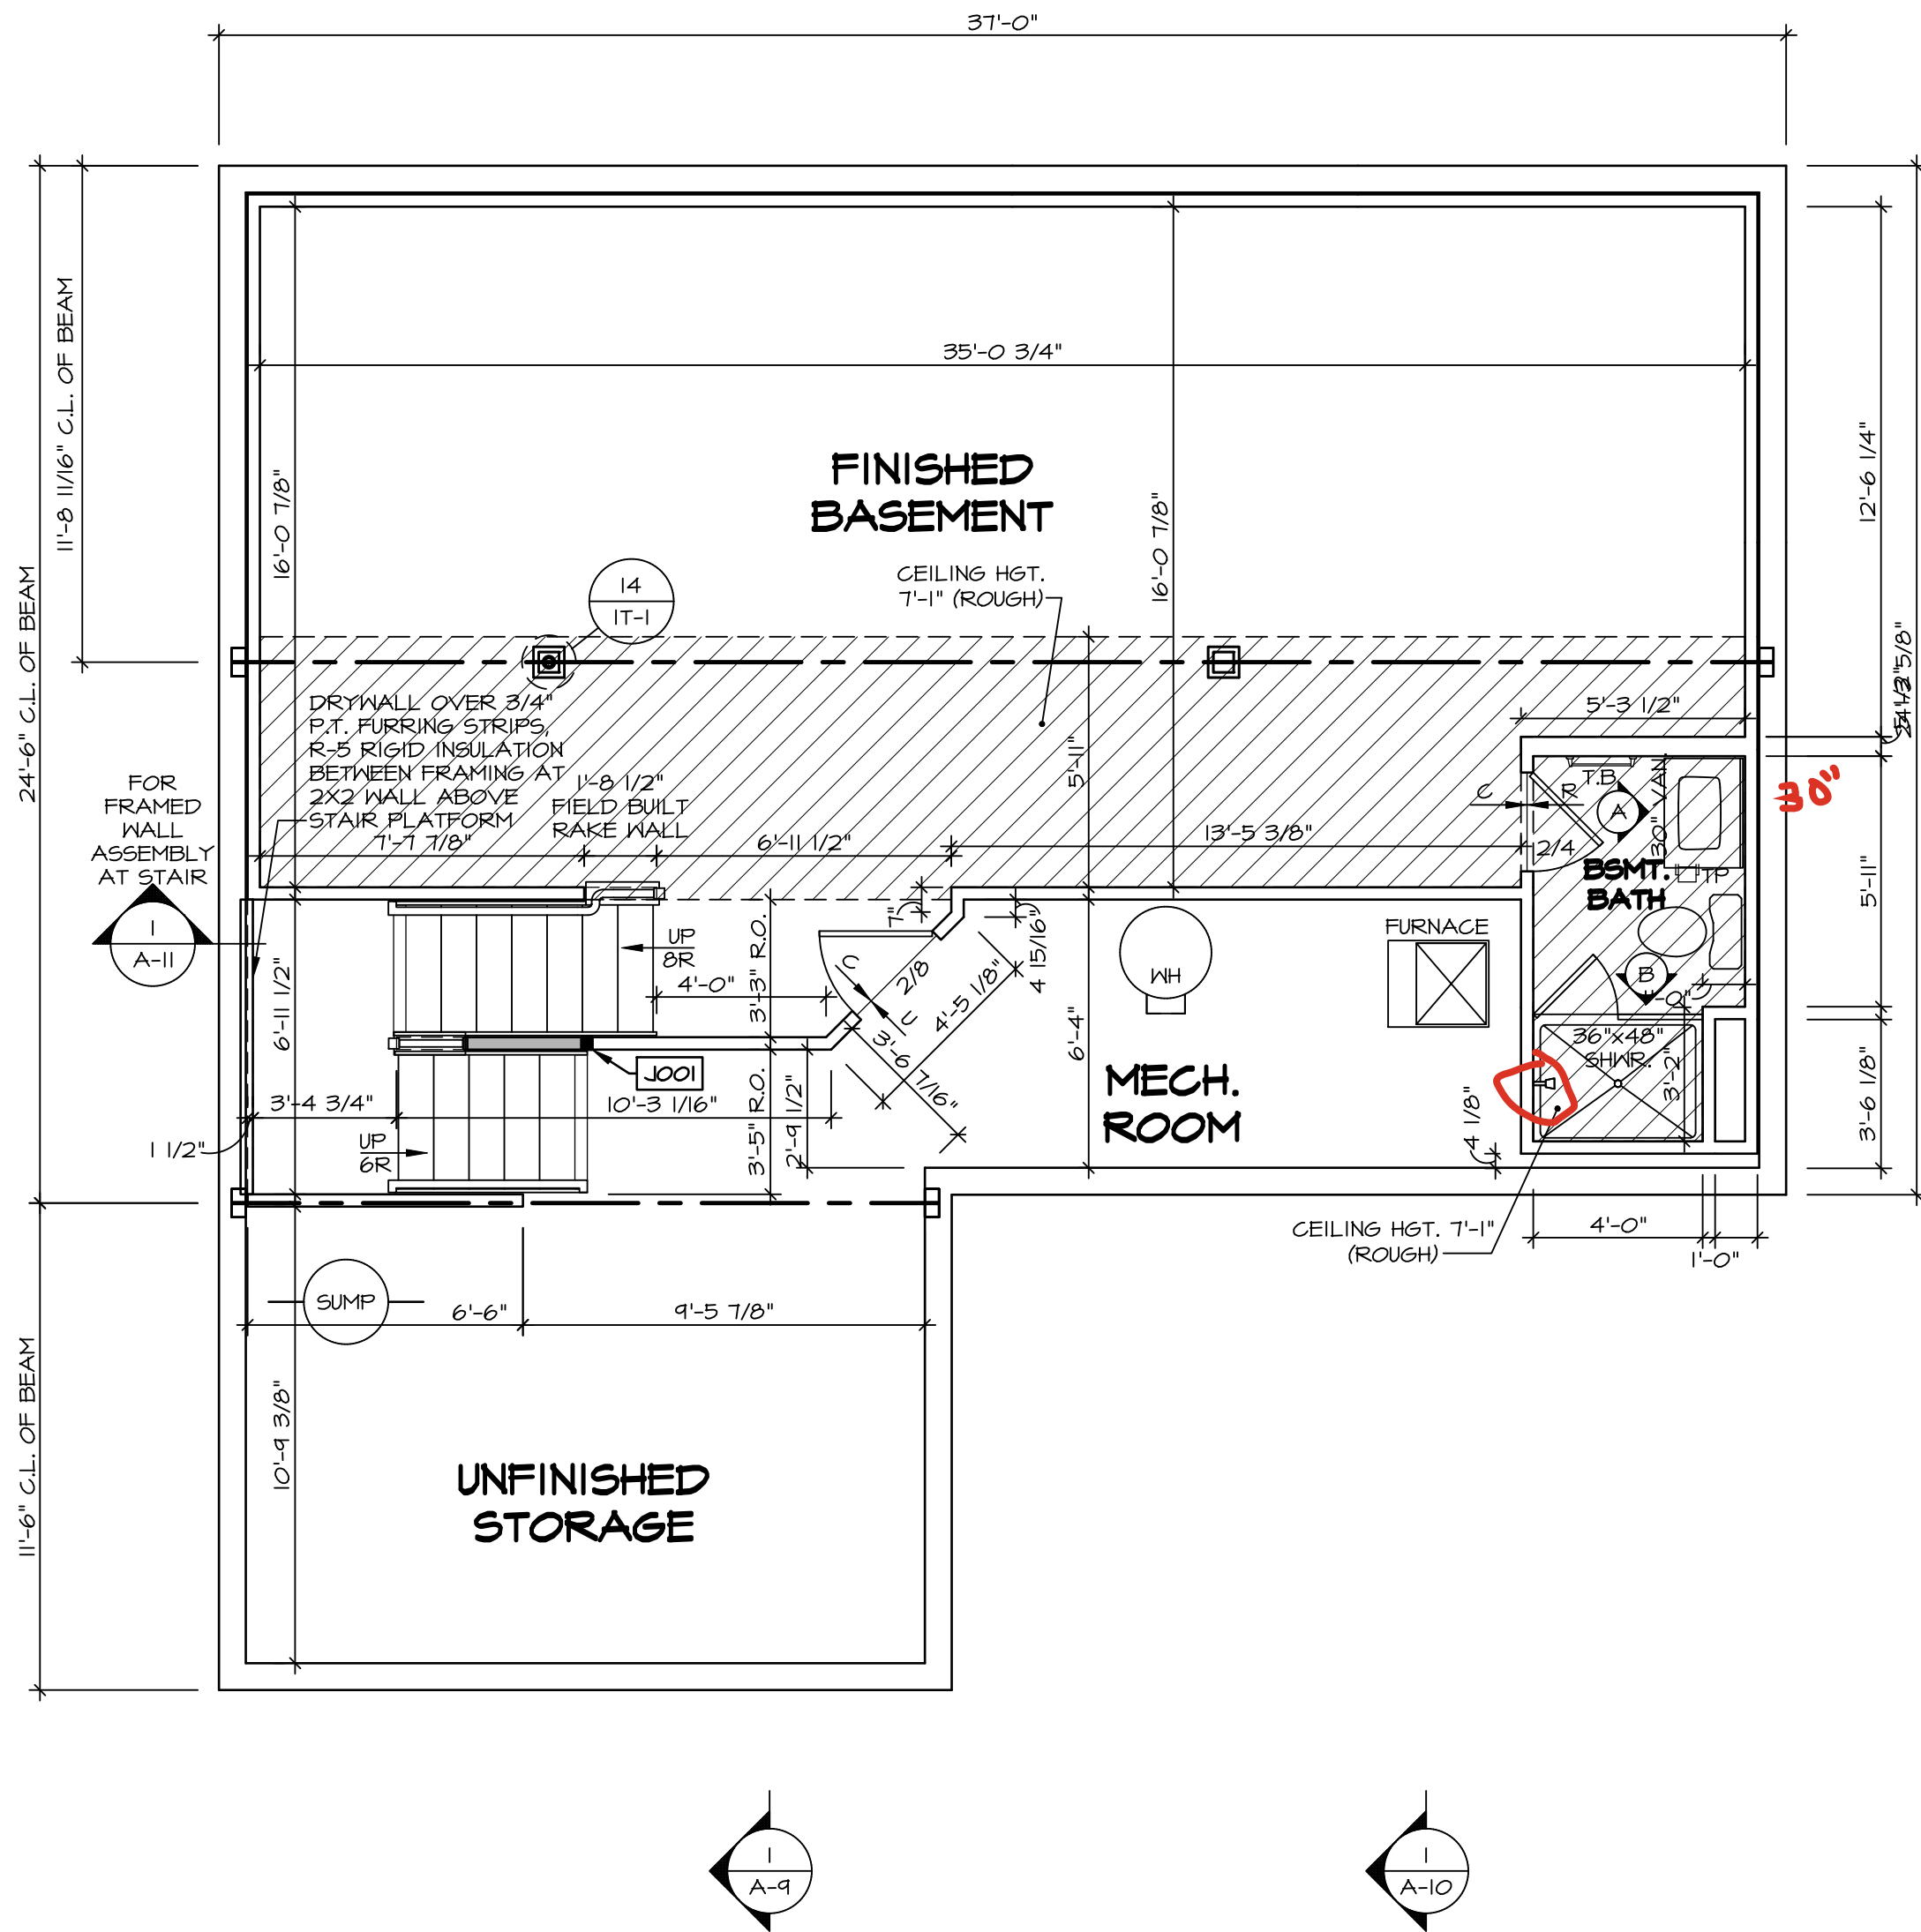 37'-0"
11'-8 11/16" C.L. OF BEAM
24'-6" C.L. OF BEAM
11'-6" C.L. OF BEAM
35'-0 3/4"
16'-0 7/8"
16'-0 7/8"
12'-6 1/4"
FINISHED
BASEMENT
CEILING HGT.
7'-1" (ROUGH)
14
1T-1
DRYWALL OVER 3/4"
P.T. FURRING STRIPS,
R-5 RIGID INSULATION
BETWEEN FRAMING AT
2X2 WALL ABOVE
STAIR PLATFORM
1'-8 1/2"
FIELD BUILT
RAKE WALL
7'-7 7/8"
6'-11 1/2"
5'-11"
13'-5 3/8"
5'-3 1/2"
FOR
FRAMED
WALL
ASSEMBLY
AT STAIR
1
A-11
C
R
T.B.
A
30" VAN
30"
2/4
BSMT.
BATH
TP
5'-11"
B
UP
8R
4'-0"
3'-3" R.O.
7"
4 15/16"
C
C
2/8
4'-5 1/8"
3'-6 7/16"
WH
FURNACE
6'-4"
6'-11 1/2"
J001
3'-4 3/4"
10'-3 1/16"
3'-5" R.O.
2'-9 1/2"
1 1/2"
UP
6R
MECH.
ROOM
36"x48"
SHWR.
3'-2"
4 1/8"
3'-6 1/8"
CEILING HGT. 7'-1"
(ROUGH)
4'-0"
1'-0"
SUMP
6'-6"
9'-5 7/8"
10'-9 3/8"
UNFINISHED
STORAGE
1
A-9
1
A-10